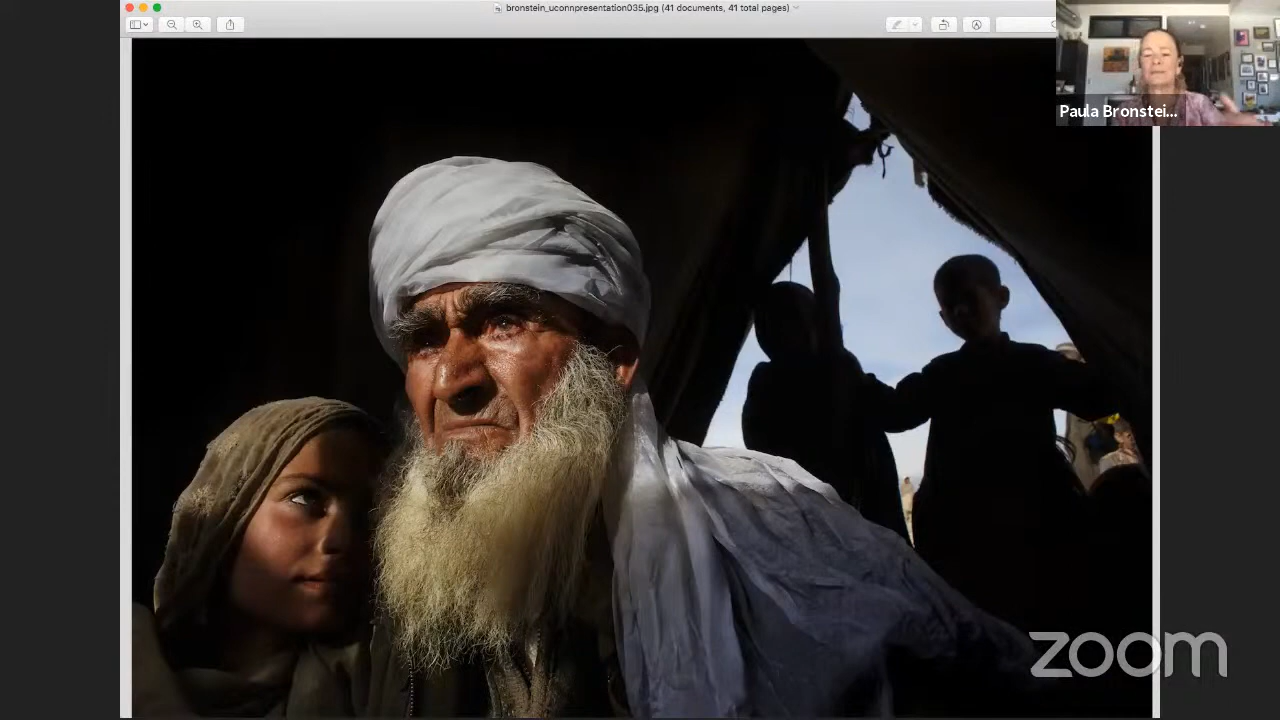 bronstein_uconnpresentation035.jpg (41 documents, 41 total pages)
Paula Bronstei...
zoom